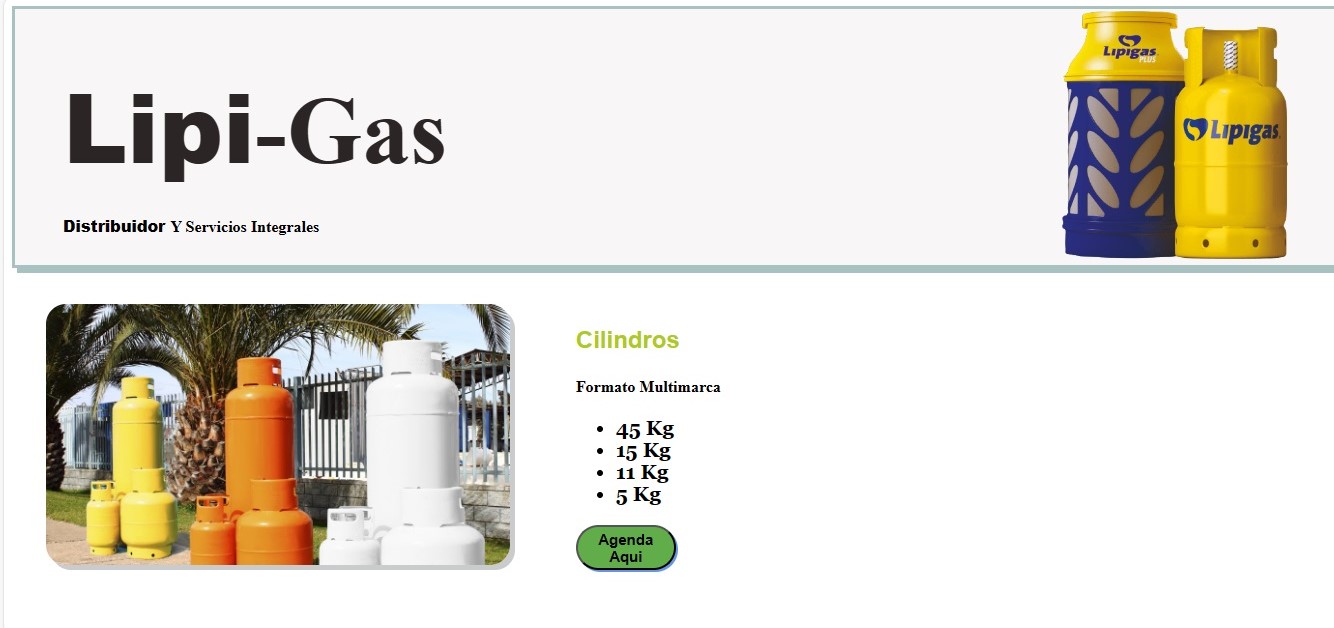 Lipigas
PLUS
Lipi-Gas
Lipigas
Distribuidor Y Servicios Integrales
Cilindros
Formato Multimarca
45 Kg
15 Kg
11 Kg
5 Kg
Agenda
Aqui